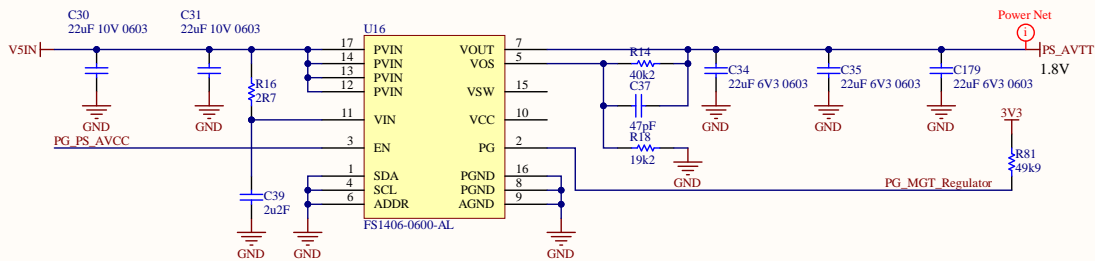 C30
22uF 10V 0603
C31
22uF 10V 0603
V5IN
R16
2R7
PG_PS_AVCC
C39
2u2F
GND
GND
GND
GND
U16
17 PVIN VOUT 7
14 PVIN VOS 5
13 PVIN
12 PVIN VSW 15
11 VIN VCC 10
3 EN PG 2
1 SDA PGND 16
4 SCL PGND 8
6 ADDR AGND 9
FS1406-0600-AL
GND
R14
40k2
C37
47pF
R18
19k2
GND
C34
22uF 6V3 0603
GND
C35
22uF 6V3 0603
GND
C179
22uF 6V3 0603
GND
Power Net
i
PS_AVTT
1.8V
3V3
R81
49k9
PG_MGT_Regulator